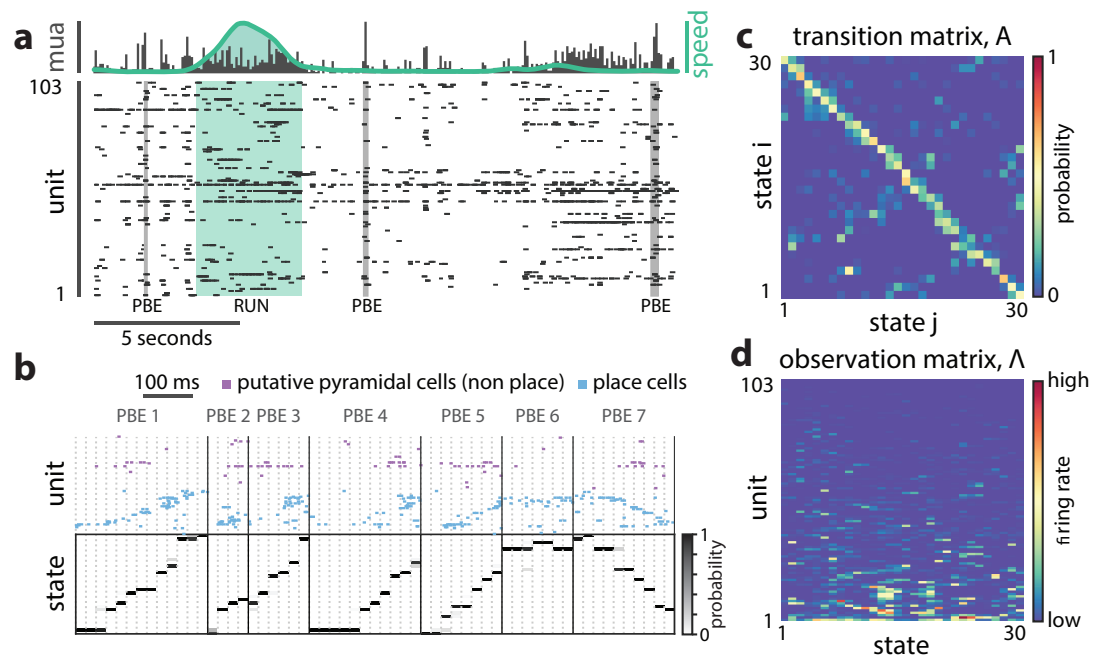 a
mua
speed
103
unit
1
PBE
RUN
PBE
PBE
5 seconds
b
100 ms
putative pyramidal cells (non place)
place cells
PBE 1
PBE 2
PBE 3
PBE 4
PBE 5
PBE 6
PBE 7
unit
state
1
probability
0
c
transition matrix, A
30
state i
1
1
30
state j
1
probability
0
d
observation matrix, Λ
103
unit
1
1
30
state
high
firing rate
low